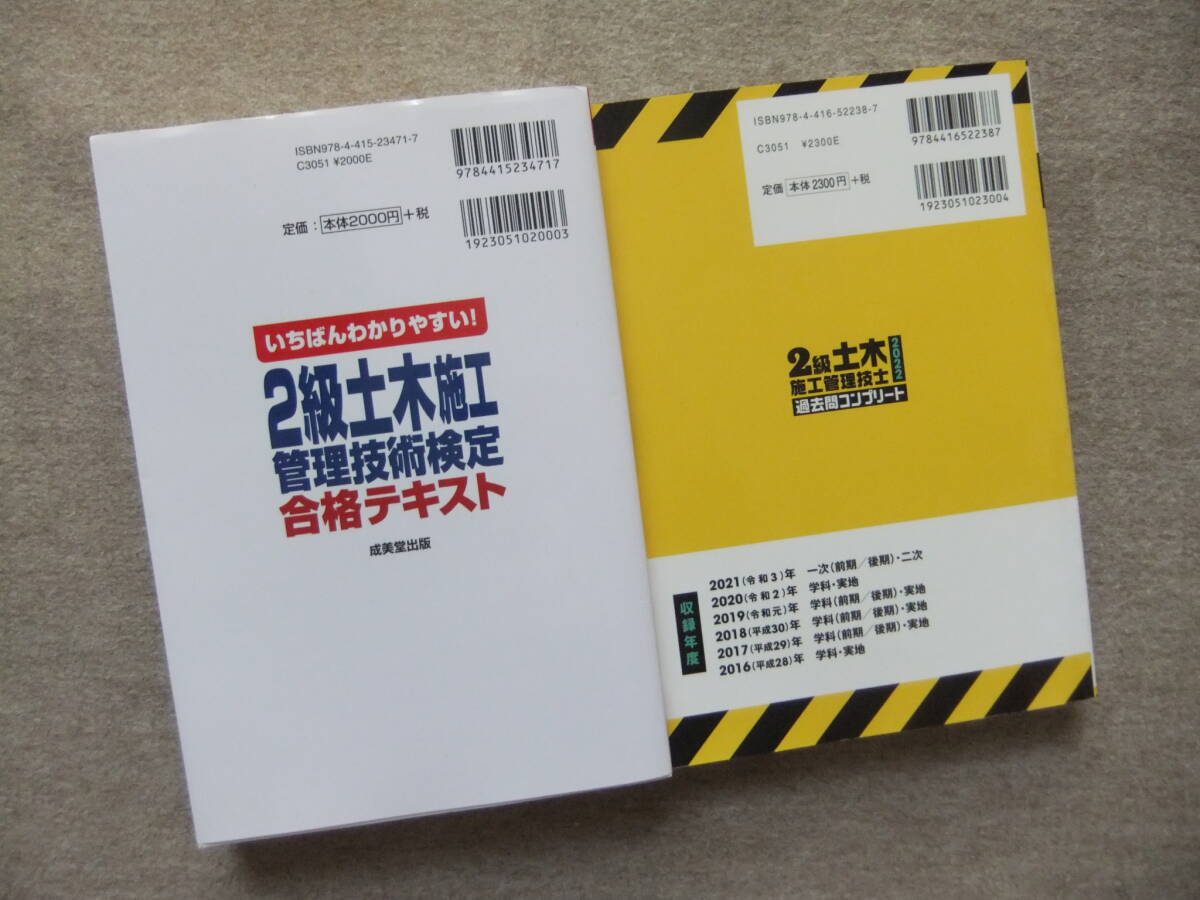 ISBN978-4-415-23471-7
C3051 ¥2000E
9784415234717
定価：本体2000円+税
1923051020003
いちばんわかりやすい!
2級土木施工
管理技術検定
合格テキスト
成美堂出版
ISBN978-4-416-52238-7
C3051 ¥2300E
9784416522387
定価 本体2300円+税
1923051023004
2級土木
施工管理技士
2022
過去問コンプリート
収録年度
2021(令和3)年 一次(前期/後期)・二次
2020(令和2)年 学科・実地
2019(令和元)年 学科(前期/後期)・実地
2018(平成30)年 学科(前期/後期)・実地
2017(平成29)年 学科(前期/後期)・実地
2016(平成28)年 学科・実地